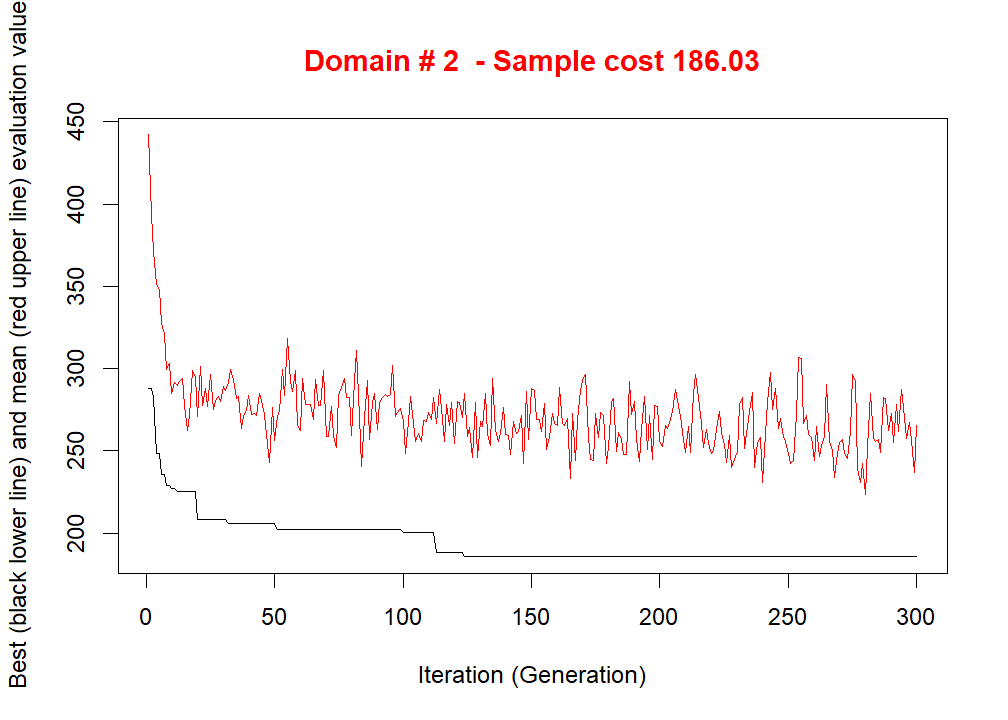 Domain # 2  - Sample cost 186.03
Best (black lower line) and mean (red upper line) evaluation value
450
400
350
300
250
200
0 50 100 150 200 250 300
Iteration (Generation)